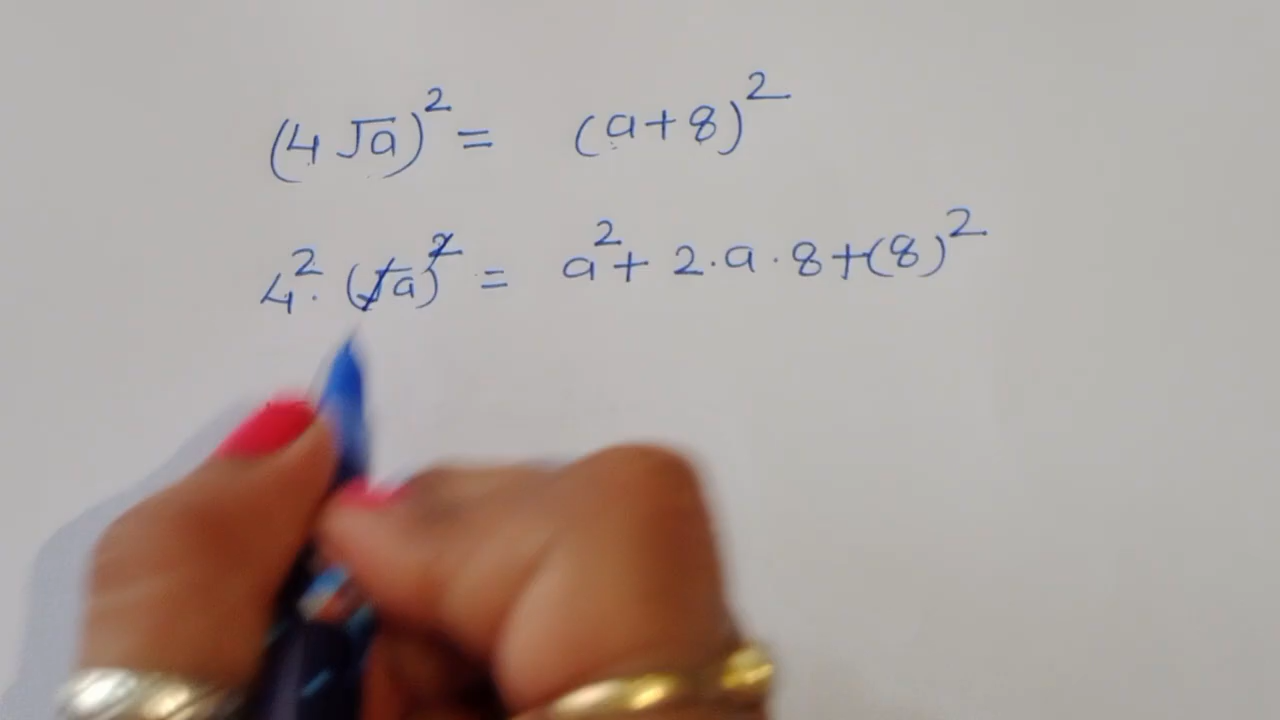 (4√a)² = (a+8)²
4² · (√a)² = a² + 2·a·8+(8)²